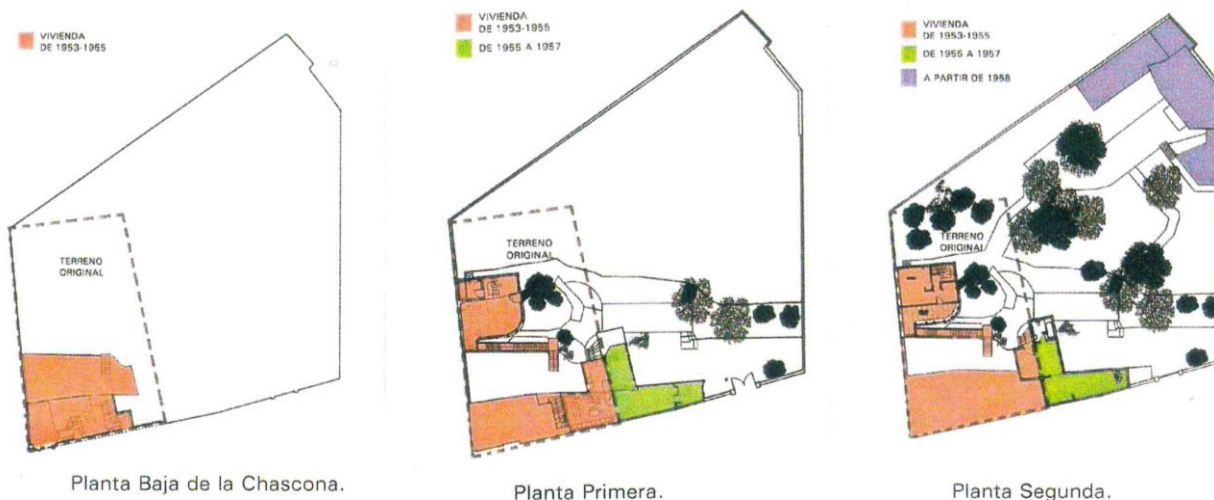 VIVIENDA
DE 1953-1955
TERRENO
ORIGINAL
Planta Baja de la Chascona.
VIVIENDA
DE 1953-1955
DE 1955 A 1957
TERRENO
ORIGINAL
Planta Primera.
VIVIENDA
DE 1953-1955
DE 1955 A 1957
A PARTIR DE 1958
TERRENO
ORIGINAL
Planta Segunda.